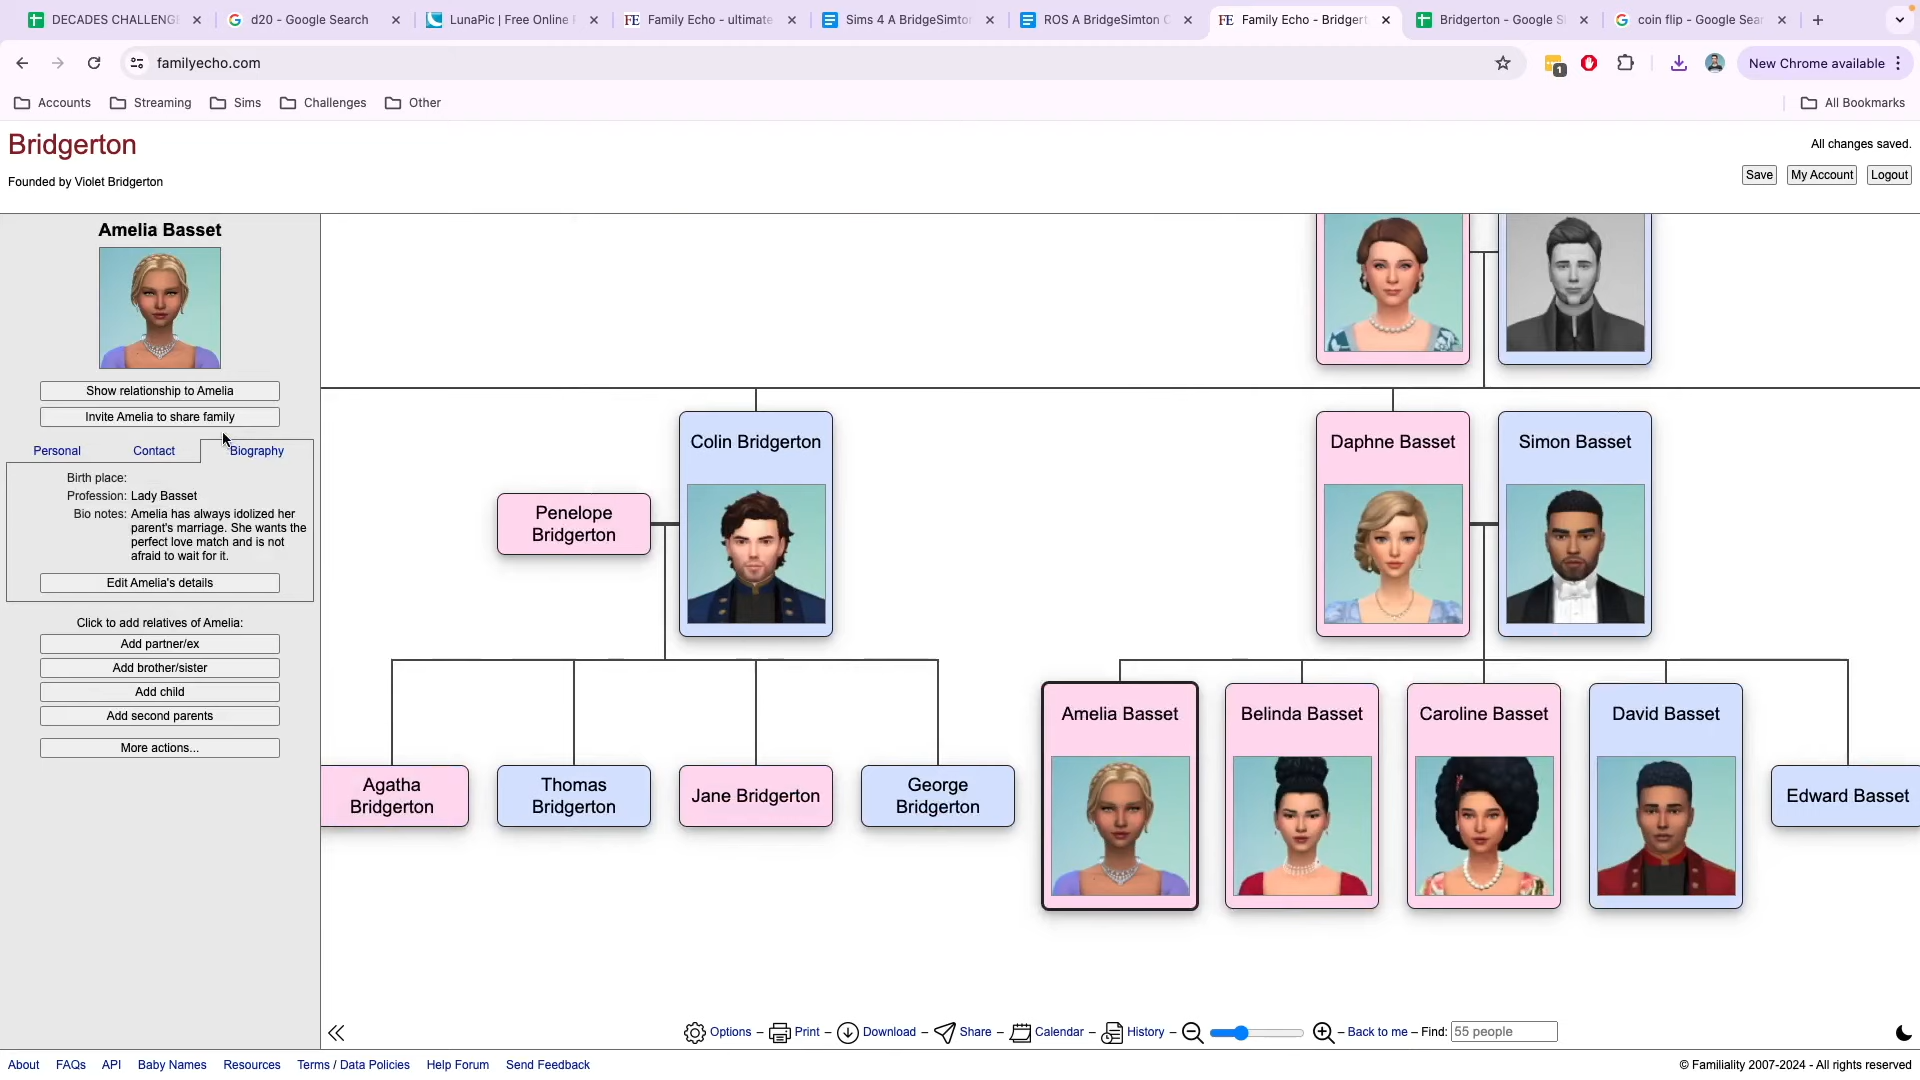 DECADES CHALLENG
d20 - Google Search
LunaPic | Free Online
Family Echo - ultimate
Sims 4 A BridgeSimton
ROS A BridgeSimton C
Family Echo - Bridgert
Bridgerton - Google S
coin flip - Google Sear
familyecho.com
1
New Chrome available
Accounts
Streaming
Sims
Challenges
Other
All Bookmarks
Bridgerton
All changes saved.
Founded by Violet Bridgerton
Save
My Account
Logout
Amelia Basset
Show relationship to Amelia
Invite Amelia to share family
Personal
Contact
Biography
Birth place:
Profession: Lady Basset
Bio notes: Amelia has always idolized her
parent's marriage. She wants the
perfect love match and is not
afraid to wait for it.
Edit Amelia's details
Click to add relatives of Amelia:
Add partner/ex
Add brother/sister
Add child
Add second parents
More actions...
Colin Bridgerton
Daphne Basset
Simon Basset
Penelope
Bridgerton
Agatha
Bridgerton
Thomas
Bridgerton
Jane Bridgerton
George
Bridgerton
Amelia Basset
Belinda Basset
Caroline Basset
David Basset
Edward Basset
Options – Print – Download – Share – Calendar – History – – Back to me – Find: 55 people
About
FAQs
API
Baby Names
Resources
Terms / Data Policies
Help Forum
Send Feedback
© Familiality 2007-2024 - All rights reserved